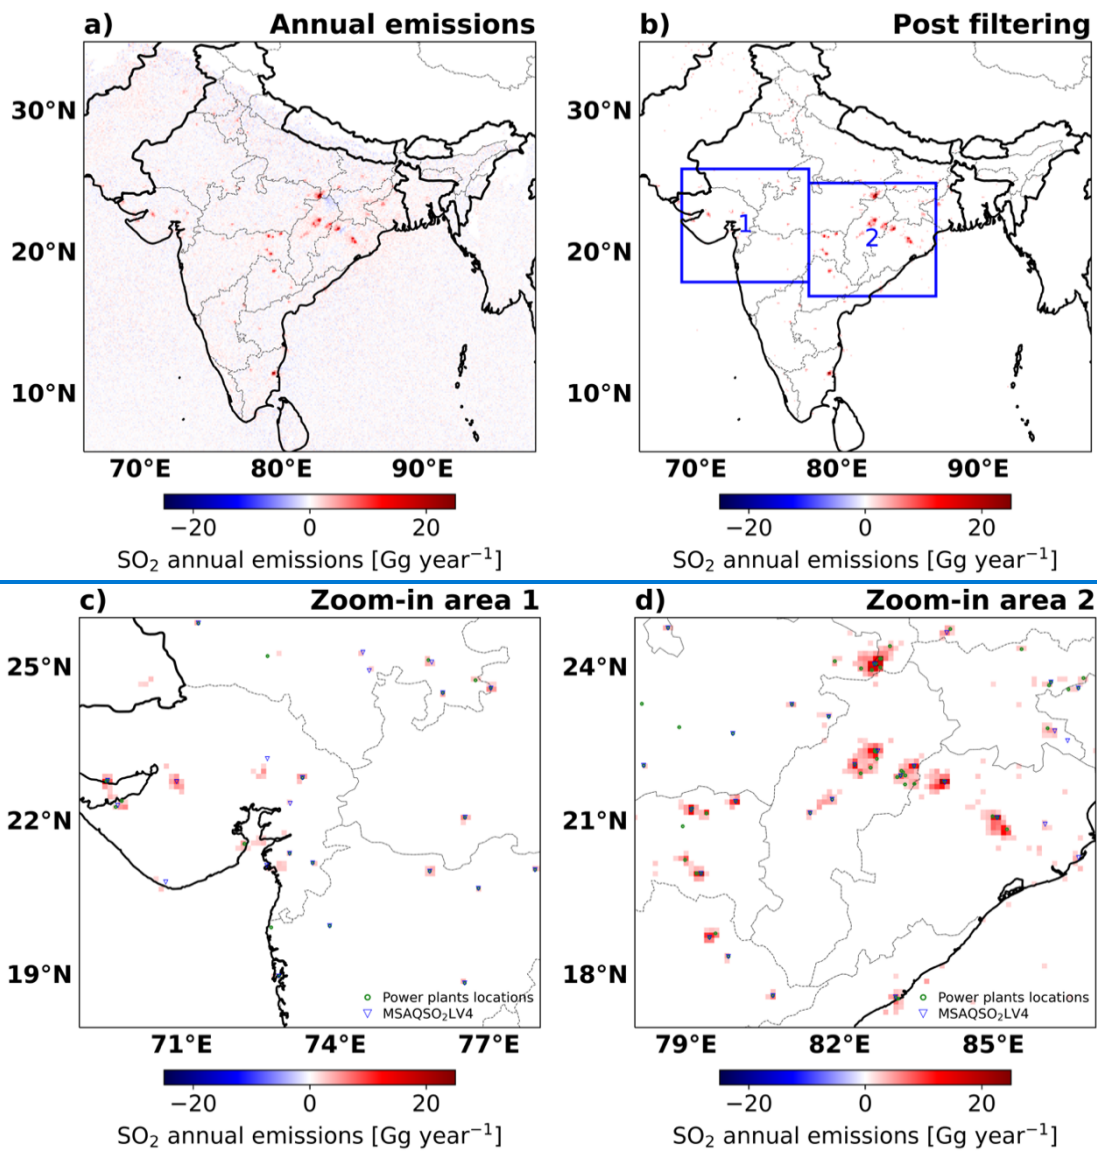 a) Annual emissions
b) Post filtering
30°N
20°N
10°N
70°E 80°E 90°E
−20 0 20
SO₂ annual emissions [Gg year⁻¹]
30°N
20°N
10°N
1
2
70°E 80°E 90°E
−20 0 20
SO₂ annual emissions [Gg year⁻¹]
c) Zoom-in area 1
d) Zoom-in area 2
25°N
22°N
19°N
Power plants locations
MSAQSO₂LV4
71°E 74°E 77°E
−20 0 20
SO₂ annual emissions [Gg year⁻¹]
24°N
21°N
18°N
Power plants locations
MSAQSO₂LV4
79°E 82°E 85°E
−20 0 20
SO₂ annual emissions [Gg year⁻¹]